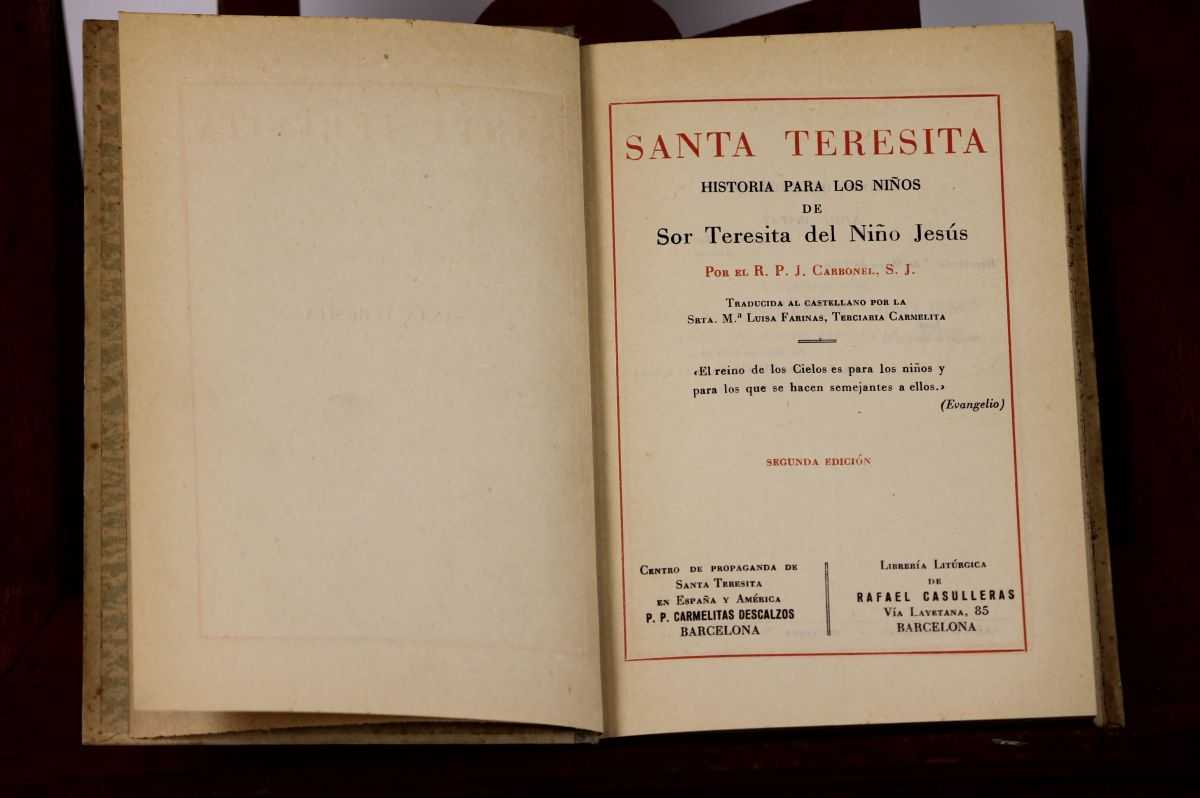 SANTA TERESITA
HISTORIA PARA LOS NIÑOS
DE
Sor Teresita del Niño Jesús
POR EL R. P. J. CARBONEL, S. J.
TRADUCIDA AL CASTELLANO POR LA
SRTA. M.ª LUISA FARINAS, TERCIARIA CARMELITA
«El reino de los Cielos es para los niños y
para los que se hacen semejantes a ellos.»
(Evangelio)
SEGUNDA EDICIÓN
CENTRO DE PROPAGANDA DE
SANTA TERESITA
EN ESPAÑA Y AMÉRICA
P. P. CARMELITAS DESCALZOS
BARCELONA
LIBRERÍA LITÚRGICA
DE
RAFAEL CASULLERAS
VÍA LAYETANA, 85
BARCELONA